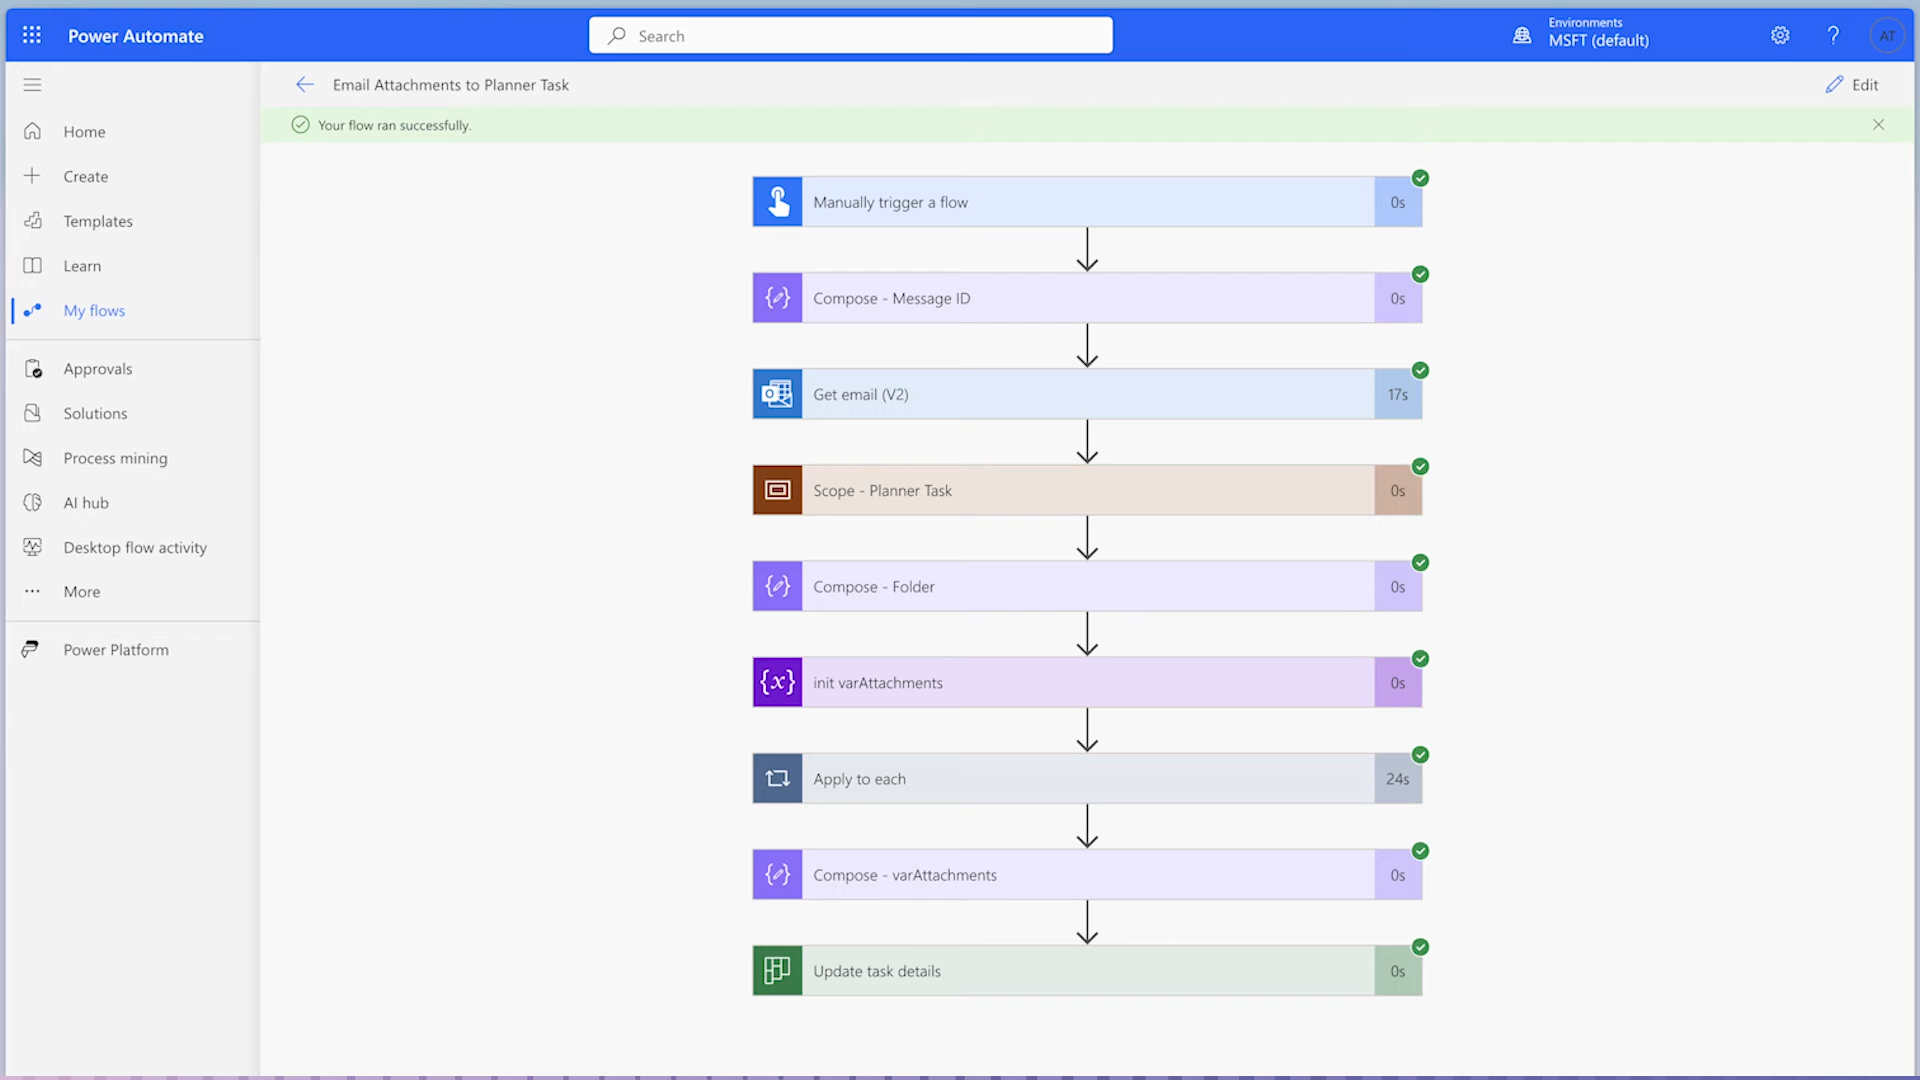 Power Automate
Search
Environments
MSFT (default)
?
AT
Email Attachments to Planner Task
Edit
Your flow ran successfully.
Home
Create
Templates
Learn
My flows
Approvals
Solutions
Process mining
AI hub
Desktop flow activity
More
Power Platform
Manually trigger a flow 0s
Compose - Message ID 0s
Get email (V2) 17s
Scope - Planner Task 0s
Compose - Folder 0s
{x} init varAttachments 0s
Apply to each 24s
Compose - varAttachments 0s
Update task details 0s